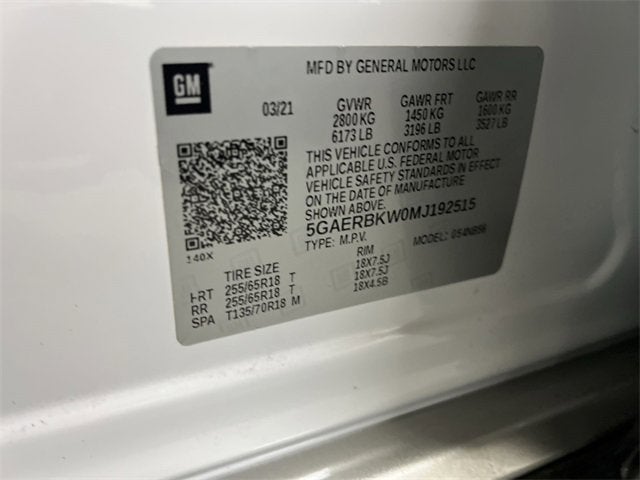 GM
MFD BY GENERAL MOTORS LLC
03/21 GVWR GAWR FRT GAWR RR
2800 KG 1450 KG 1600 KG
6173 LB 3196 LB 3527 LB
THIS VEHICLE CONFORMS TO ALL
APPLICABLE U.S. FEDERAL MOTOR
VEHICLE SAFETY STANDARDS IN EFFECT
ON THE DATE OF MANUFACTURE
SHOWN ABOVE.
5GAERBKW0MJ192515
TYPE: M.P.V. MODEL:
140X
TIRE SIZE RIM
FRT 255/65R18 T 18X7.5J
RR 255/65R18 T 18X7.5J
SPA T135/70R18 M 18X4.5B